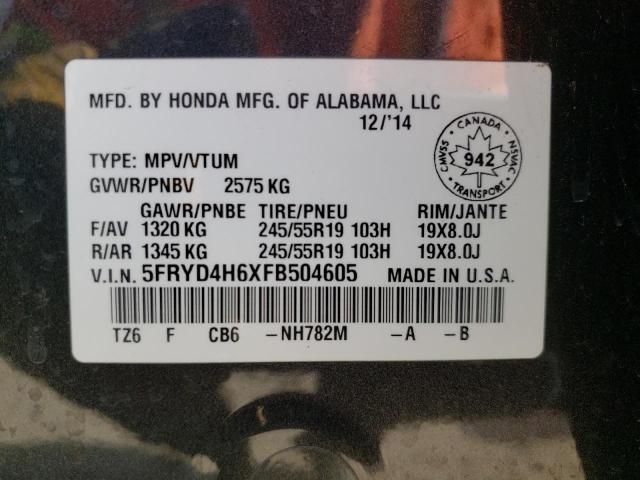 MFD. BY HONDA MFG. OF ALABAMA, LLC
12/'14
TYPE: MPV/VTUM
GVWR/PNBV 2575 KG
CANADA
CMVSS
942
NSVAC
TRANSPORT
GAWR/PNBE TIRE/PNEU RIM/JANTE
F/AV 1320 KG 245/55R19 103H 19X8.0J
R/AR 1345 KG 245/55R19 103H 19X8.0J
V.I.N. 5FRYD4H6XFB504605 MADE IN U.S.A.
TZ6 F CB6 -NH782M -A -B